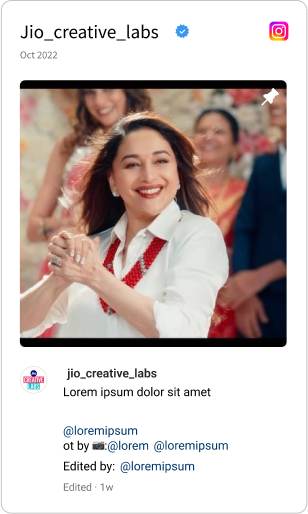 Jio_creative_labs
Oct 2022
Jio
CREATIVE
LABS
jio_creative_labs
Lorem ipsum dolor sit amet
@loremipsum
ot by 📷:@lorem @loremipsum
Edited by: @loremipsum
Edited · 1w